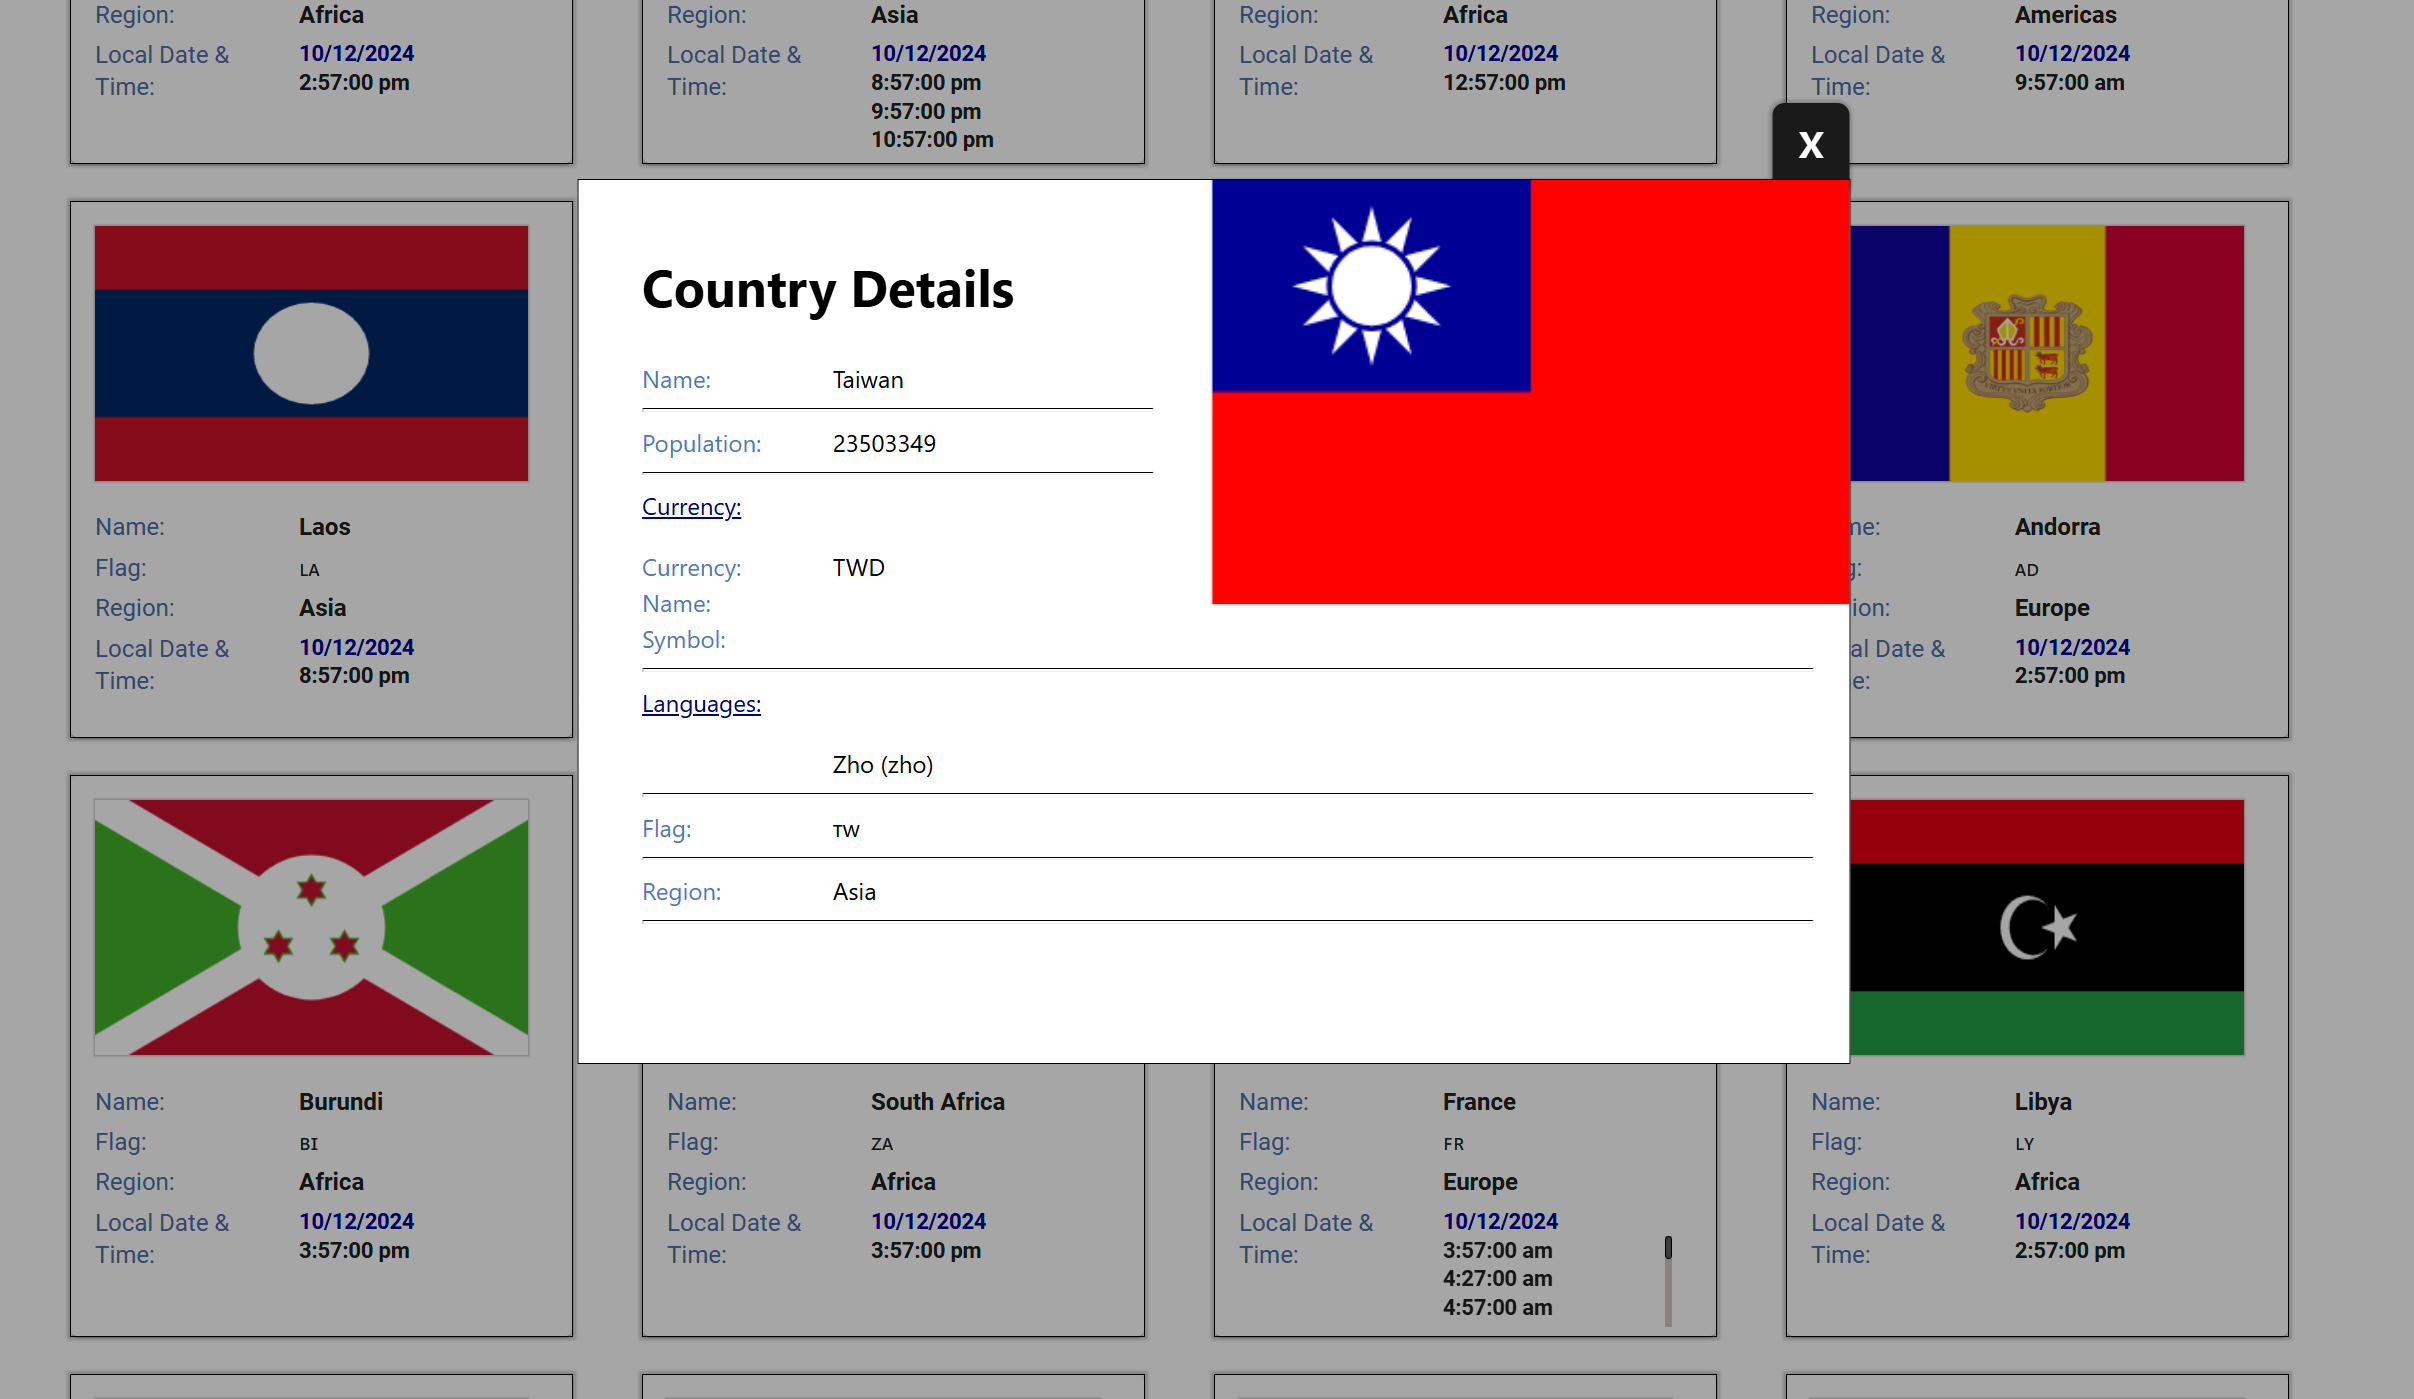 Region: Africa
Local Date & 10/12/2024
Time: 2:57:00 pm
Region: Asia
Local Date & 10/12/2024
Time: 8:57:00 pm
9:57:00 pm
10:57:00 pm
Region: Africa
Local Date & 10/12/2024
Time: 12:57:00 pm
Region: Americas
Local Date & 10/12/2024
Time: 9:57:00 am
X
Country Details
Name: Taiwan
Population: 23503349
Currency:
Currency: TWD
Name:
Symbol:
Languages:
Zho (zho)
Flag: TW
Region: Asia
Name: Laos
Flag: LA
Region: Asia
Local Date & 10/12/2024
Time: 8:57:00 pm
me: Andorra
g: AD
ion: Europe
al Date & 10/12/2024
e: 2:57:00 pm
Name: Burundi
Flag: BI
Region: Africa
Local Date & 10/12/2024
Time: 3:57:00 pm
Name: South Africa
Flag: ZA
Region: Africa
Local Date & 10/12/2024
Time: 3:57:00 pm
Name: France
Flag: FR
Region: Europe
Local Date & 10/12/2024
Time: 3:57:00 am
4:27:00 am
4:57:00 am
Name: Libya
Flag: LY
Region: Africa
Local Date & 10/12/2024
Time: 2:57:00 pm